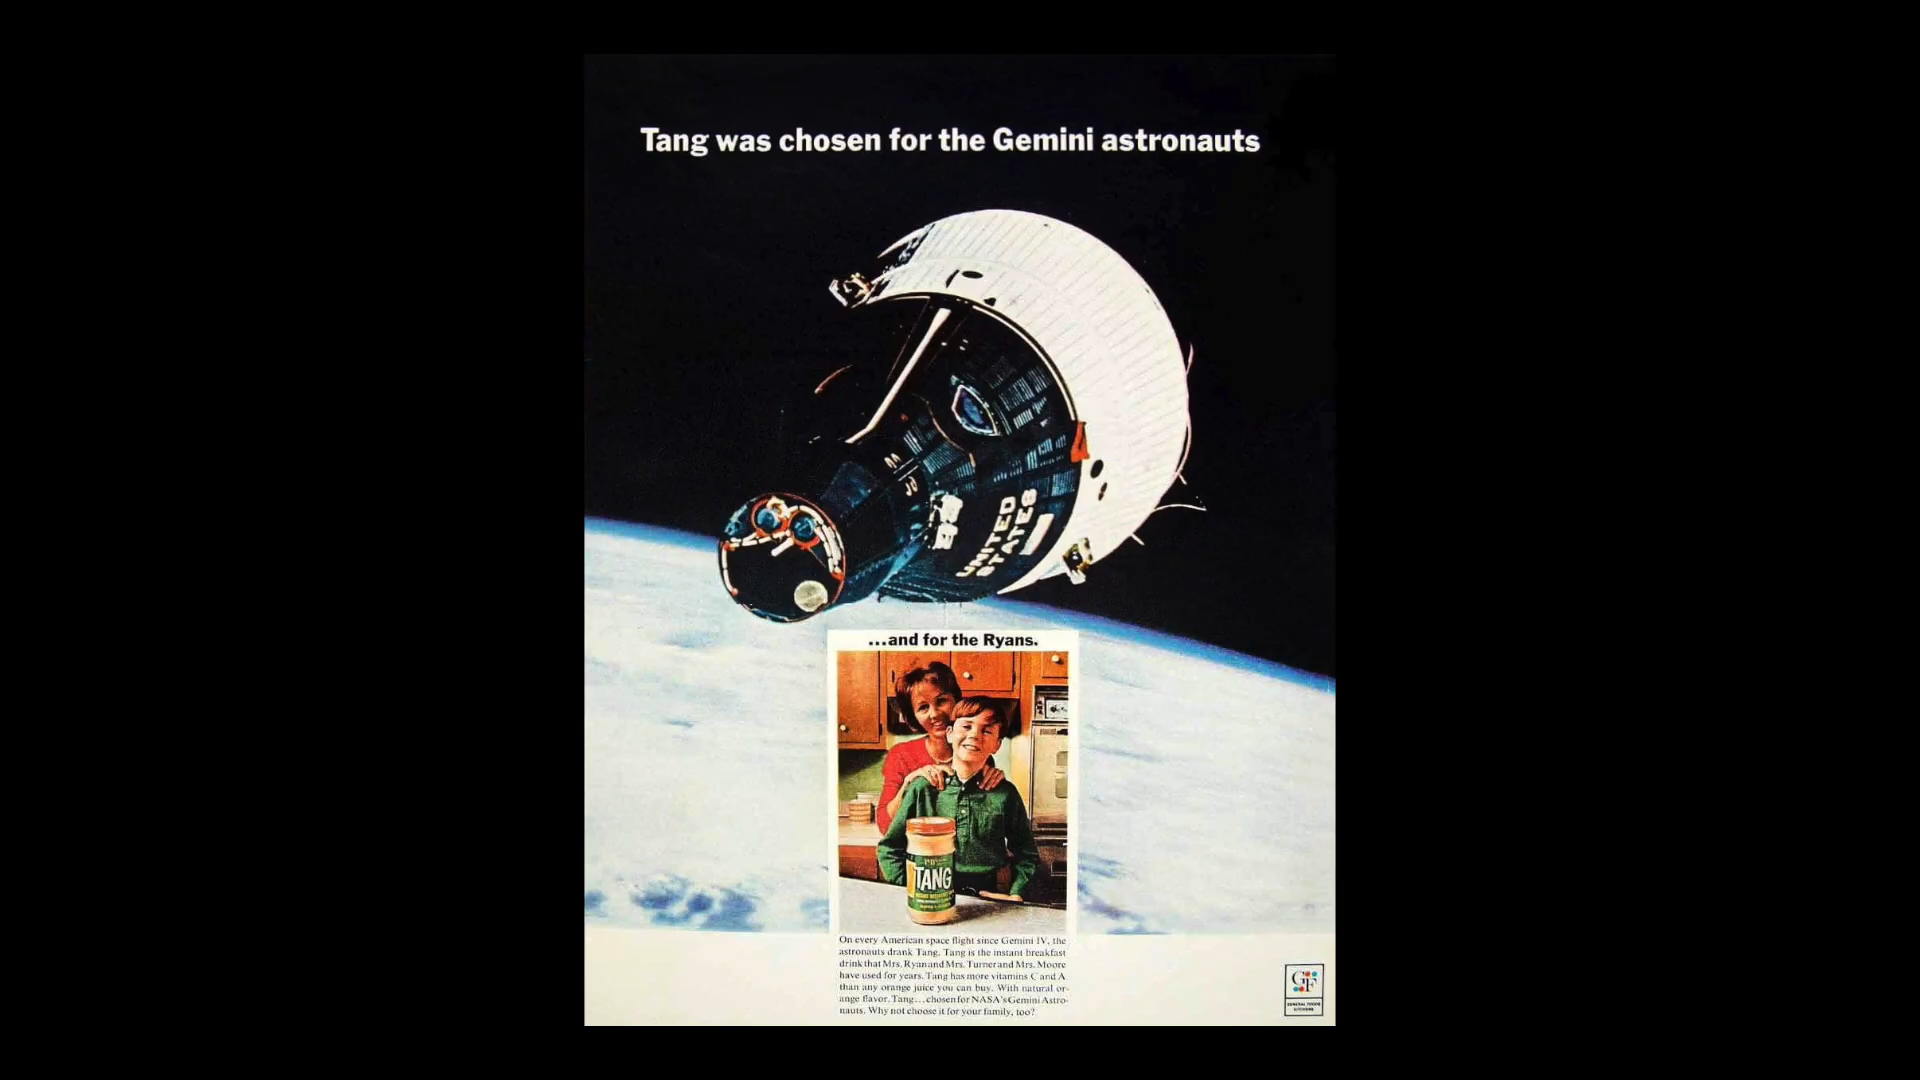 Tang was chosen for the Gemini astronauts
UNITED
STATES
...and for the Ryans.
TANG
On every American space flight since Gemini IV, the
astronauts drank Tang. Tang is the instant breakfast
drink that Mrs. Ryan and Mrs. Turner and Mrs. Moore
have used for years. Tang has more vitamins C and A
than any orange juice you can buy. With natural or-
ange flavor, Tang...chosen for NASA's Gemini Astro-
nauts. Why not choose it for your family, too?
GF
GENERAL FOODS
KITCHENS